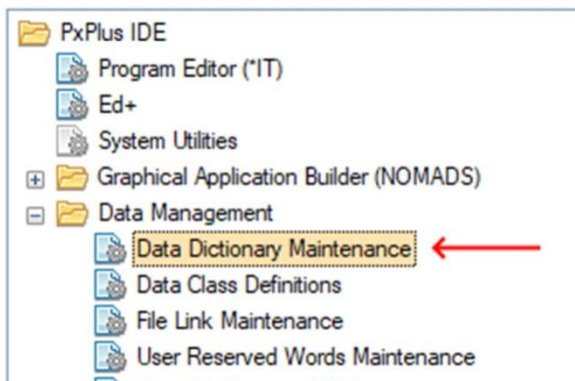 PxPlus IDE
Program Editor (*IT)
Ed+
System Utilities
Graphical Application Builder (NOMADS)
Data Management
Data Dictionary Maintenance
Data Class Definitions
File Link Maintenance
User Reserved Words Maintenance